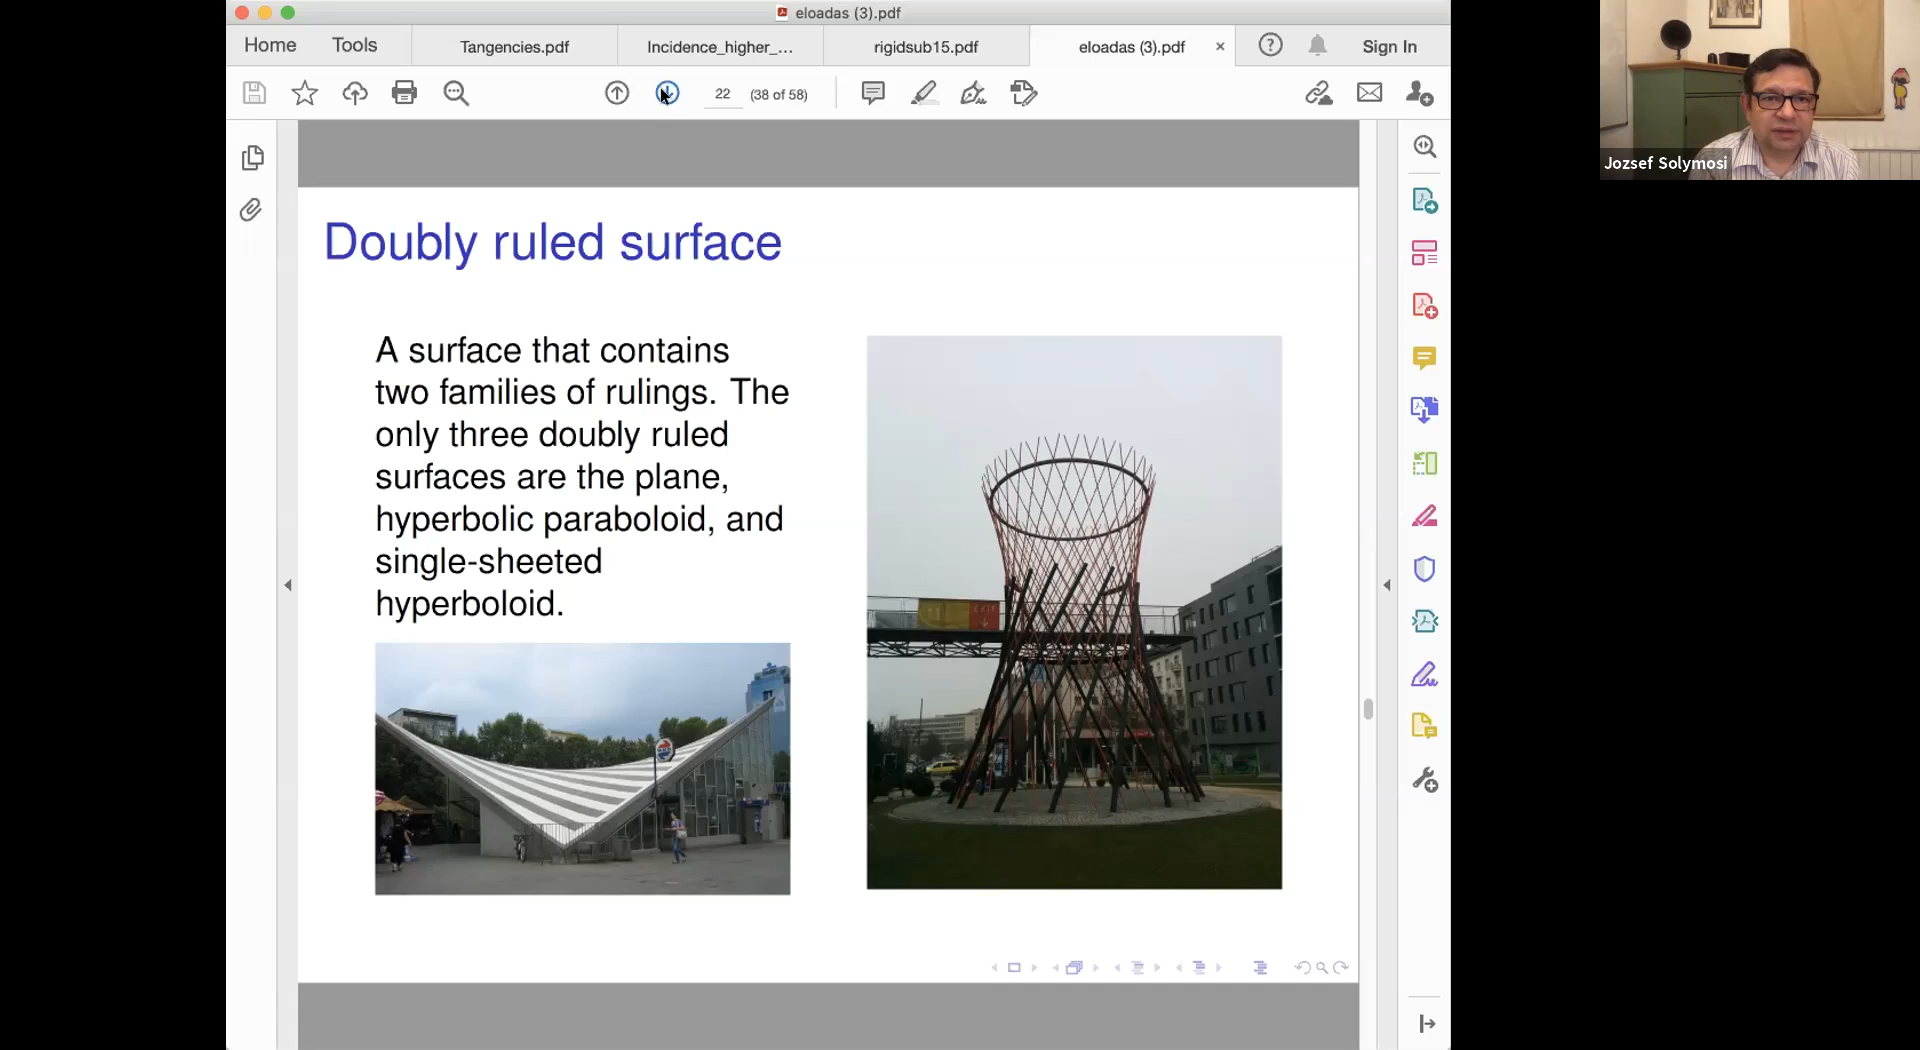 eloadas (3).pdf
Home
Tools
Tangencies.pdf
Incidence_higher_...
rigidsub15.pdf
eloadas (3).pdf
Sign In
22
(38 of 58)
Jozsef Solymosi
Doubly ruled surface
A surface that contains
two families of rulings. The
only three doubly ruled
surfaces are the plane,
hyperbolic paraboloid, and
single-sheeted
hyperboloid.
EXIT